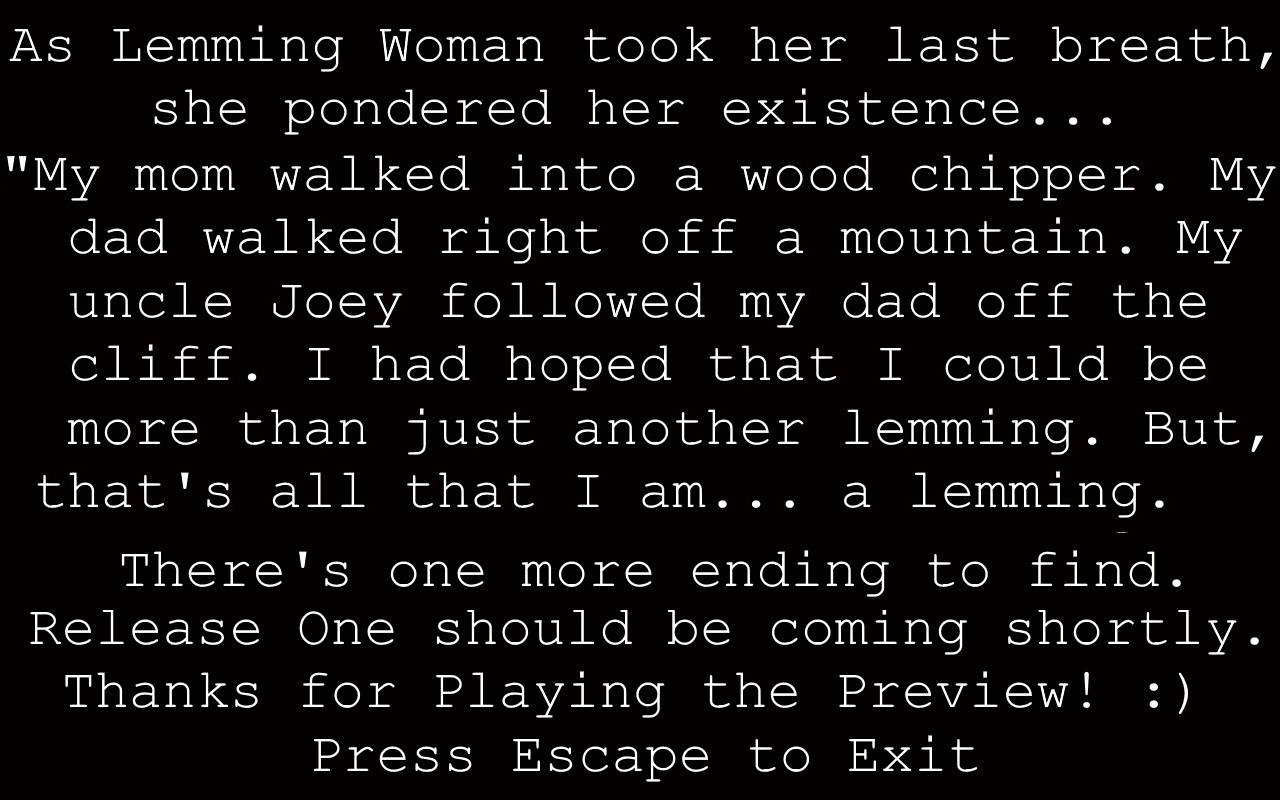 As Lemming Woman took her last breath,
she pondered her existence...
"My mom walked into a wood chipper. My
dad walked right off a mountain. My
uncle Joey followed my dad off the
cliff. I had hoped that I could be
more than just another lemming. But,
that's all that I am... a lemming.
There's one more ending to find.
Release One should be coming shortly.
Thanks for Playing the Preview! :)
Press Escape to Exit